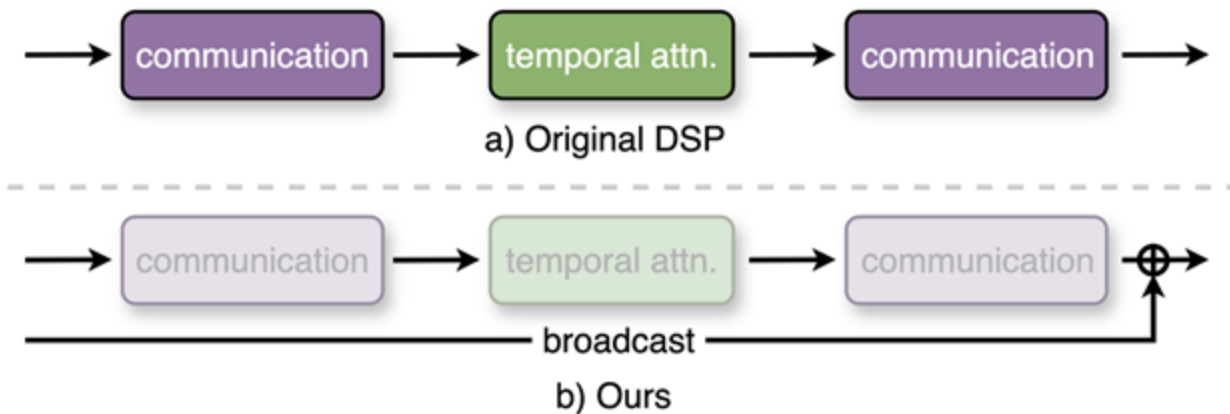 communication temporal attn. communication
a) Original DSP
communication temporal attn. communication
broadcast
b) Ours